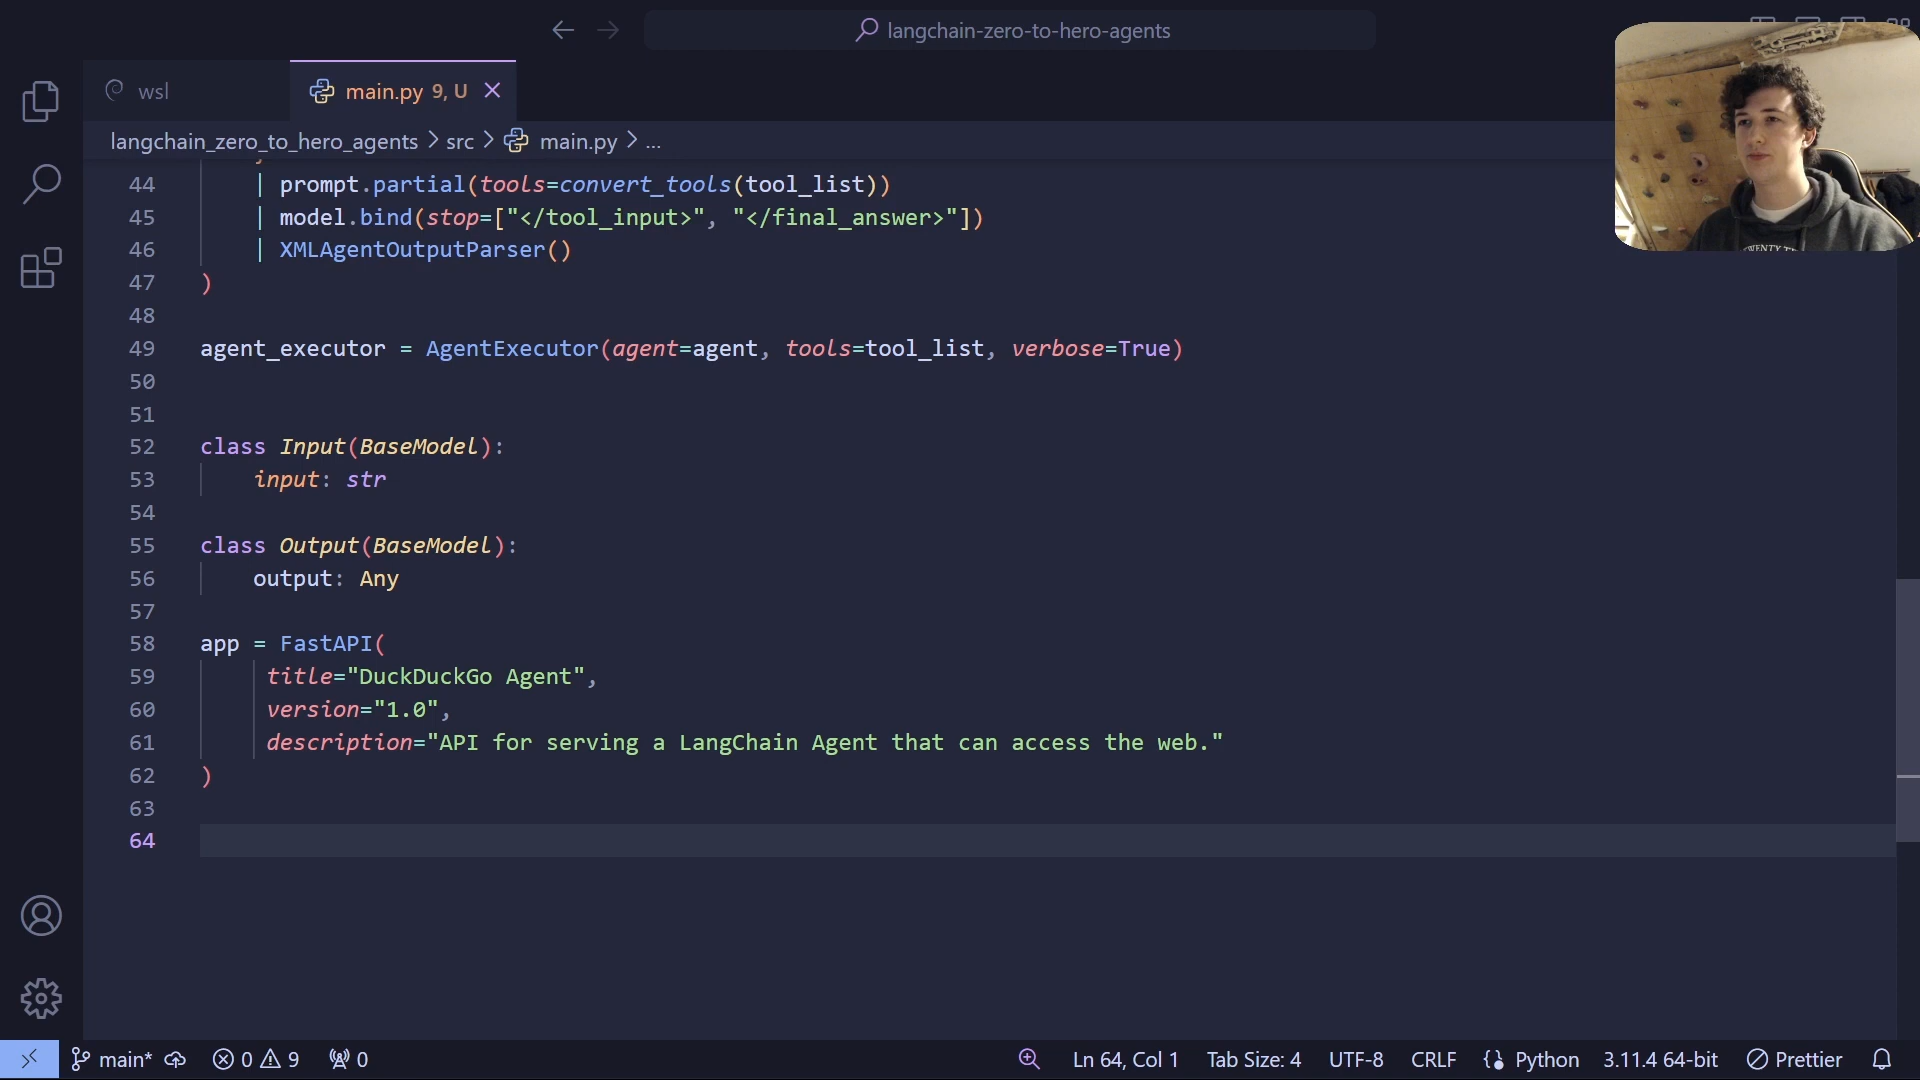 langchain-zero-to-hero-agents
wsl
main.py 9, U
langchain_zero_to_hero_agents > src > main.py > ...
44 | prompt.partial(tools=convert_tools(tool_list))
45 | model.bind(stop=["</tool_input>", "</final_answer>"])
46 | XMLAgentOutputParser()
47 )
48
49 agent_executor = AgentExecutor(agent=agent, tools=tool_list, verbose=True)
50
51
52 class Input(BaseModel):
53 input: str
54
55 class Output(BaseModel):
56 output: Any
57
58 app = FastAPI(
59 title="DuckDuckGo Agent",
60 version="1.0",
61 description="API for serving a LangChain Agent that can access the web."
62 )
63
64
main* 0 9 0 Ln 64, Col 1 Tab Size: 4 UTF-8 CRLF Python 3.11.4 64-bit Prettier